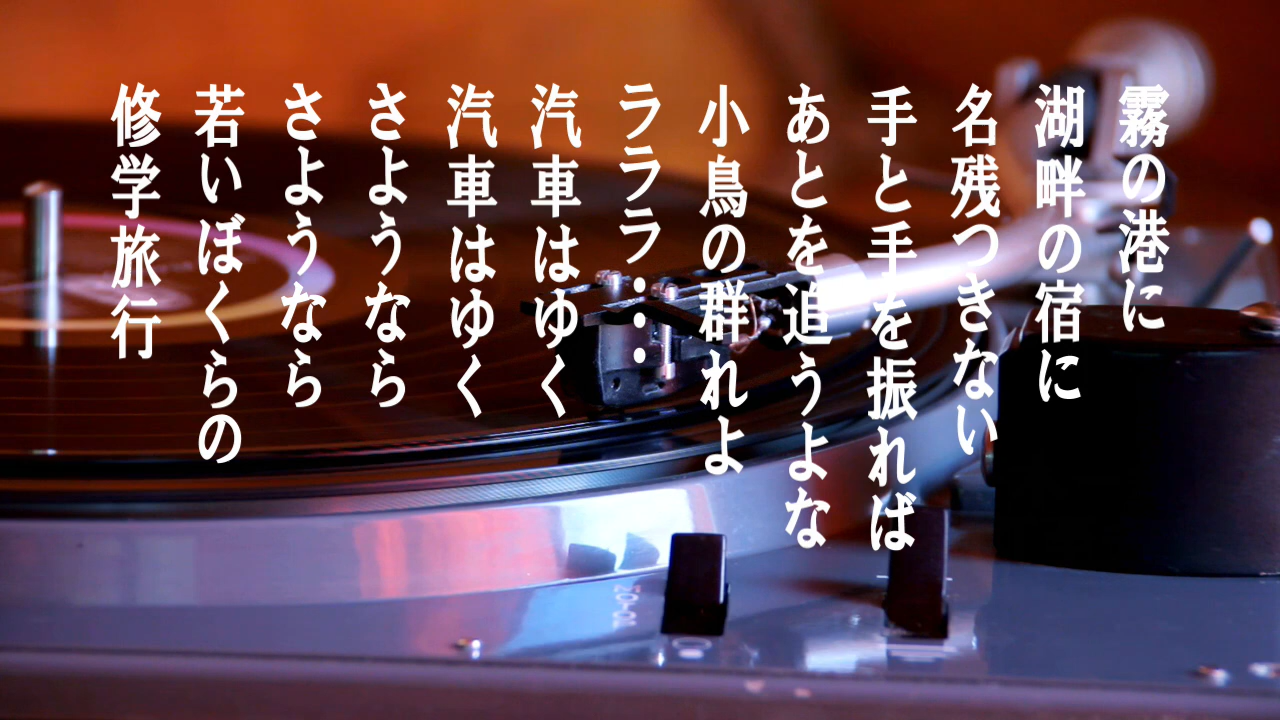 霧の港に
湖畔の宿に
名残つきない
手と手を振れば
あとを追うよな
小鳥の群れよ
ラララ・・・
汽車はゆく
汽車はゆく
さようなら
さようなら
若いぼくらの
修学旅行